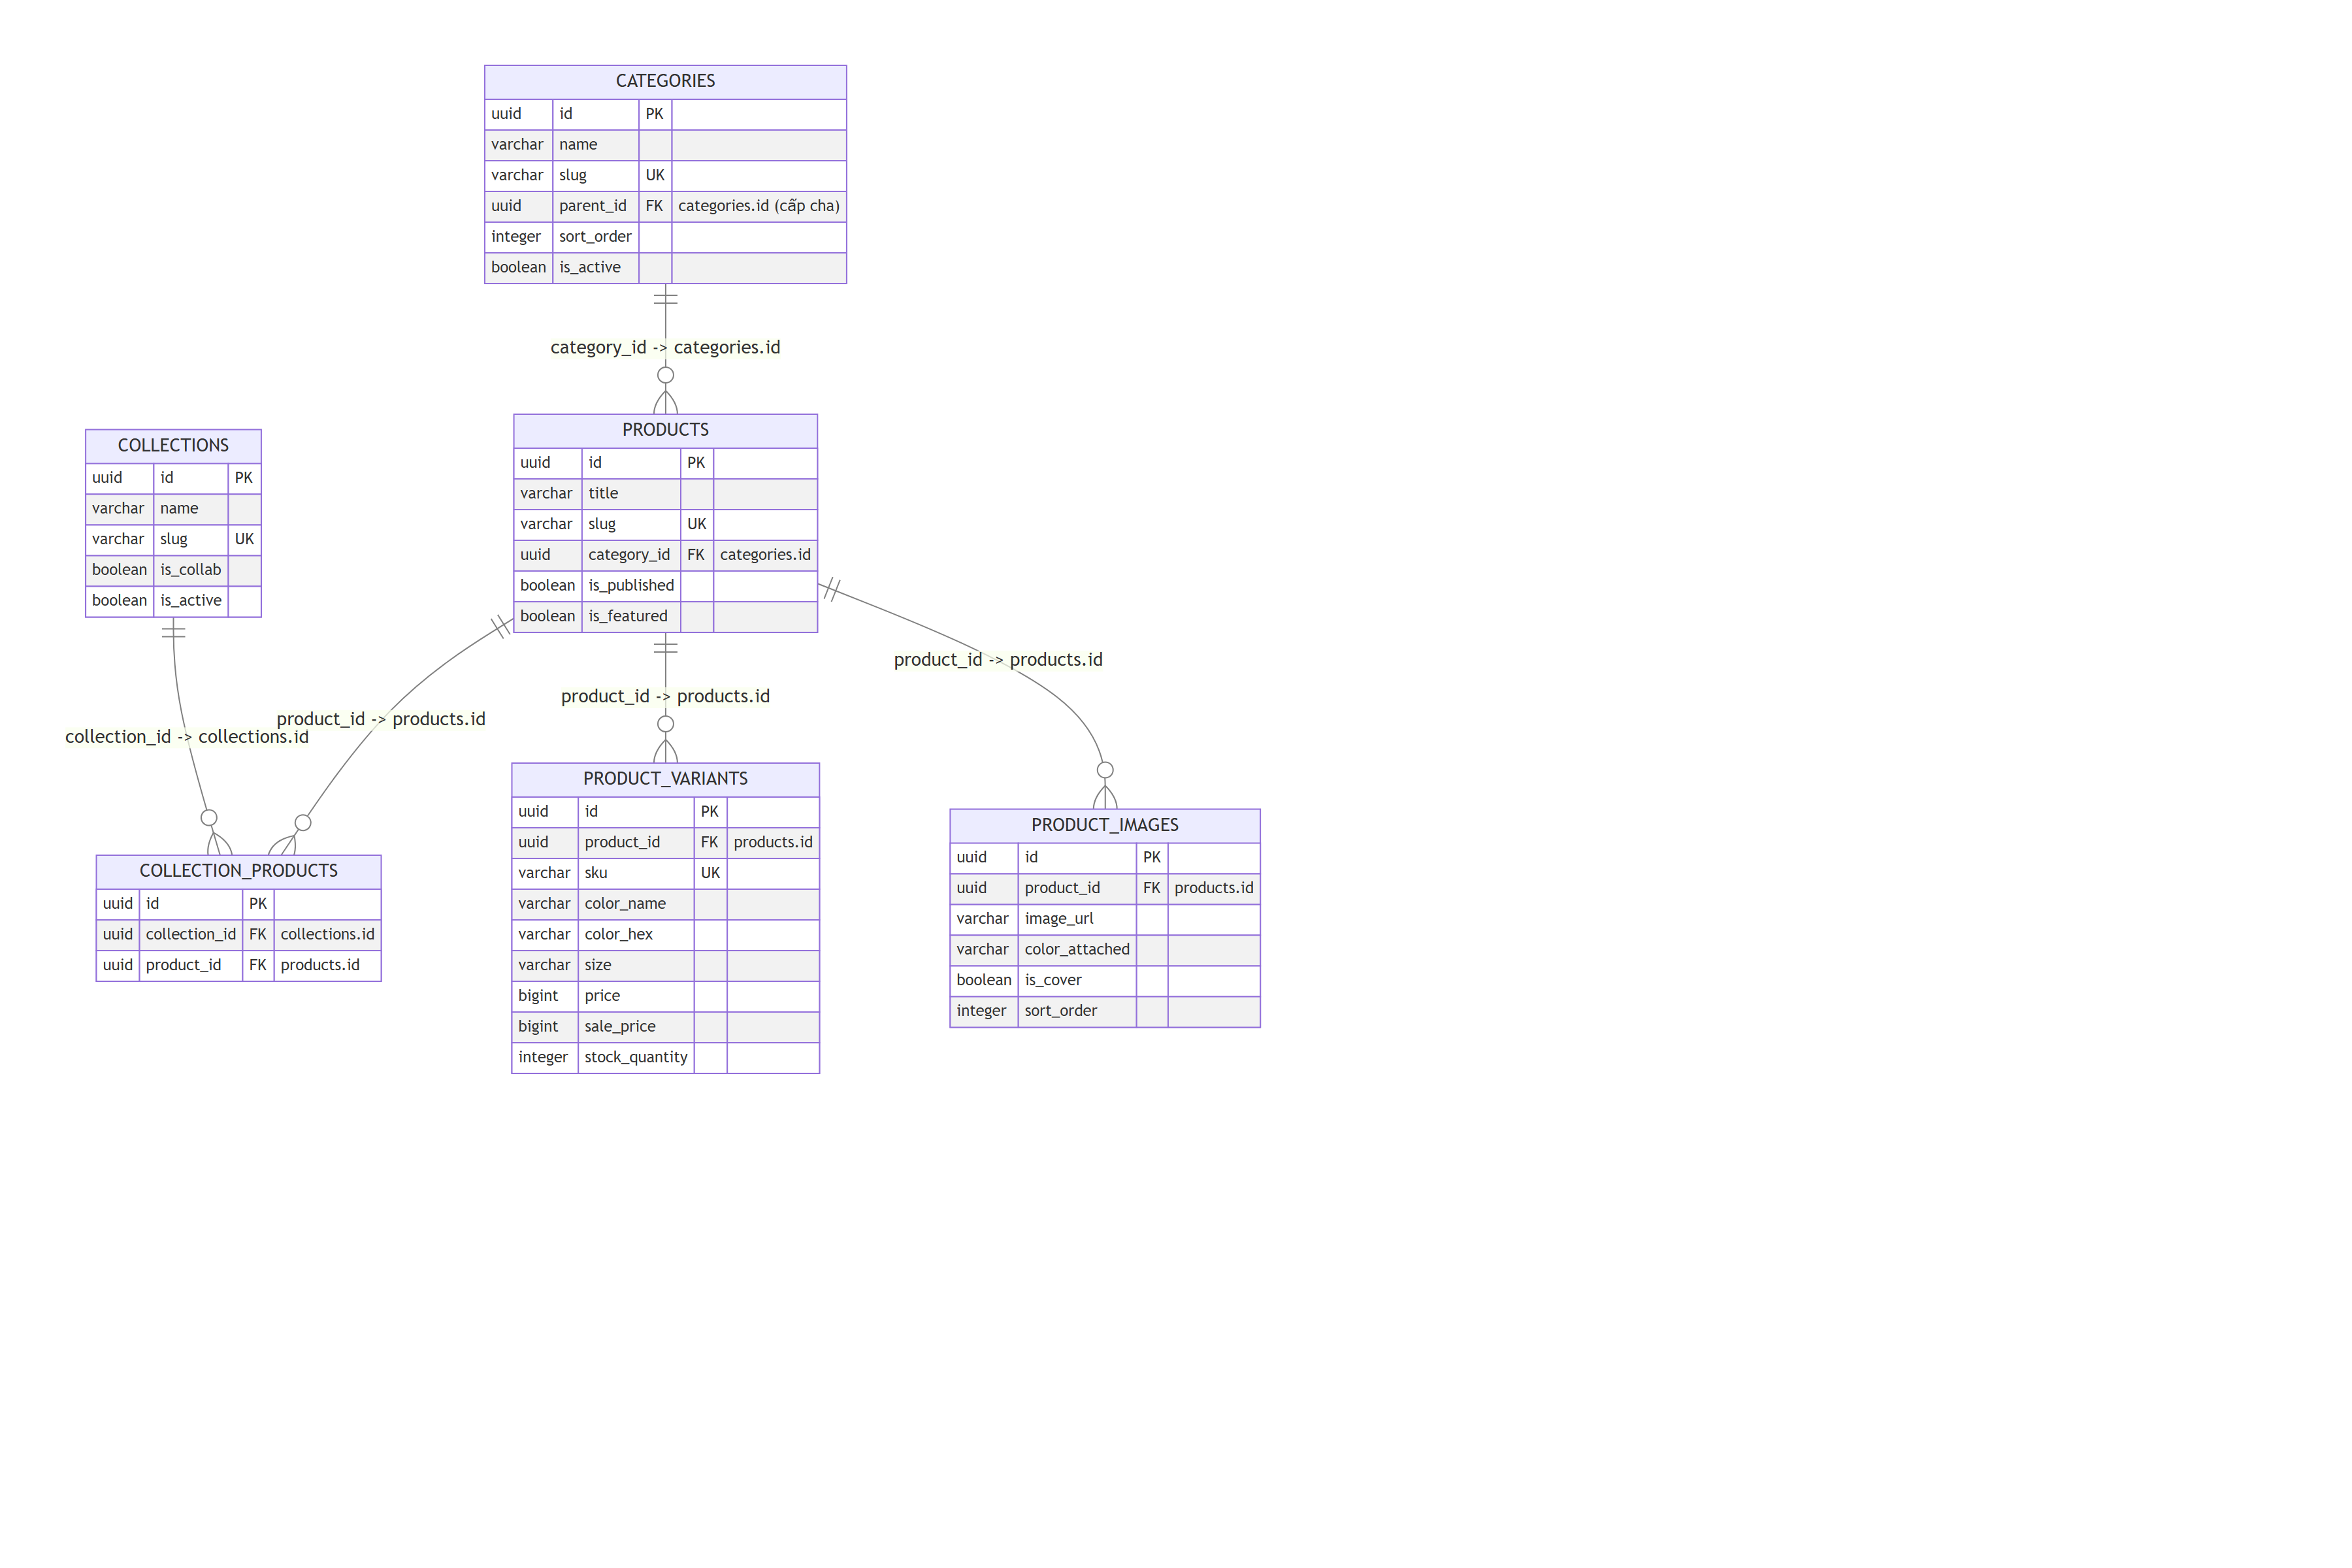 CATEGORIES
uuid id PK
varchar name
varchar slug UK
uuid parent_id FK categories.id (cấp cha)
integer sort_order
boolean is_active
category_id -> categories.id
COLLECTIONS
uuid id PK
varchar name
varchar slug UK
boolean is_collab
boolean is_active
PRODUCTS
uuid id PK
varchar title
varchar slug UK
uuid category_id FK categories.id
boolean is_published
boolean is_featured
collection_id -> collections.id
product_id -> products.id
product_id -> products.id
product_id -> products.id
COLLECTION_PRODUCTS
uuid id PK
uuid collection_id FK collections.id
uuid product_id FK products.id
PRODUCT_VARIANTS
uuid id PK
uuid product_id FK products.id
varchar sku UK
varchar color_name
varchar color_hex
varchar size
bigint price
bigint sale_price
integer stock_quantity
PRODUCT_IMAGES
uuid id PK
uuid product_id FK products.id
varchar image_url
varchar color_attached
boolean is_cover
integer sort_order